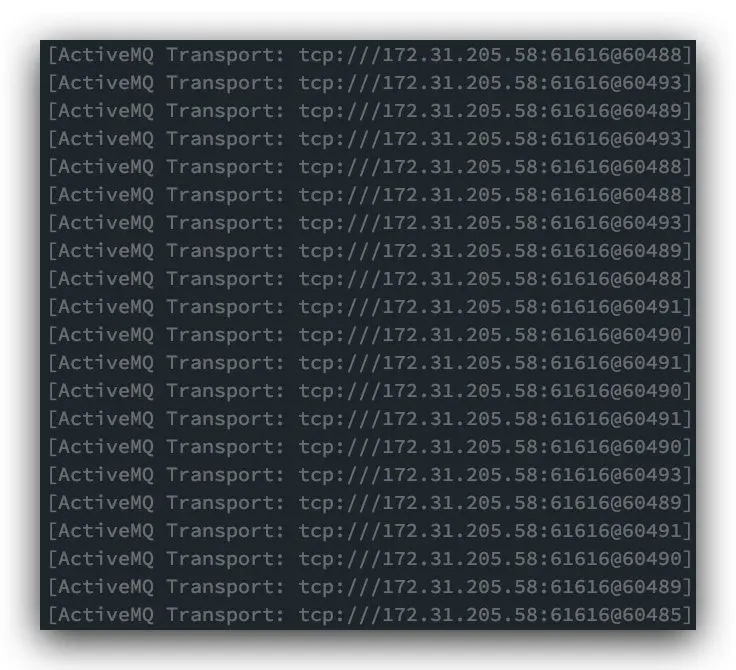 [ActiveMQ Transport: tcp:///172.31.205.58:61616@60488]
[ActiveMQ Transport: tcp:///172.31.205.58:61616@60493]
[ActiveMQ Transport: tcp:///172.31.205.58:61616@60489]
[ActiveMQ Transport: tcp:///172.31.205.58:61616@60493]
[ActiveMQ Transport: tcp:///172.31.205.58:61616@60488]
[ActiveMQ Transport: tcp:///172.31.205.58:61616@60488]
[ActiveMQ Transport: tcp:///172.31.205.58:61616@60493]
[ActiveMQ Transport: tcp:///172.31.205.58:61616@60489]
[ActiveMQ Transport: tcp:///172.31.205.58:61616@60488]
[ActiveMQ Transport: tcp:///172.31.205.58:61616@60491]
[ActiveMQ Transport: tcp:///172.31.205.58:61616@60490]
[ActiveMQ Transport: tcp:///172.31.205.58:61616@60491]
[ActiveMQ Transport: tcp:///172.31.205.58:61616@60490]
[ActiveMQ Transport: tcp:///172.31.205.58:61616@60491]
[ActiveMQ Transport: tcp:///172.31.205.58:61616@60490]
[ActiveMQ Transport: tcp:///172.31.205.58:61616@60493]
[ActiveMQ Transport: tcp:///172.31.205.58:61616@60489]
[ActiveMQ Transport: tcp:///172.31.205.58:61616@60491]
[ActiveMQ Transport: tcp:///172.31.205.58:61616@60490]
[ActiveMQ Transport: tcp:///172.31.205.58:61616@60489]
[ActiveMQ Transport: tcp:///172.31.205.58:61616@60485]